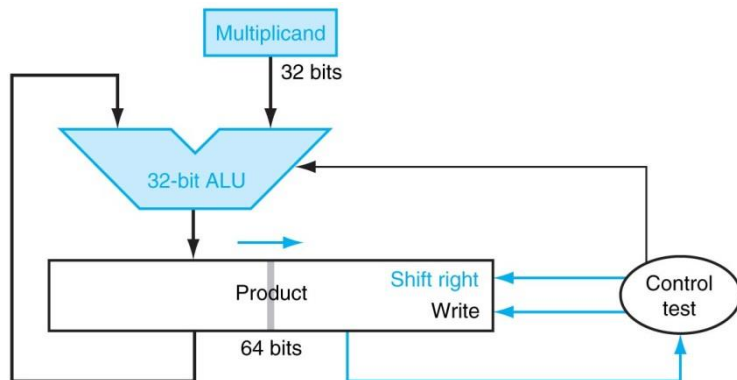 Multiplicand
32 bits
32-bit ALU
Shift right
Product
Write
64 bits
Control
test